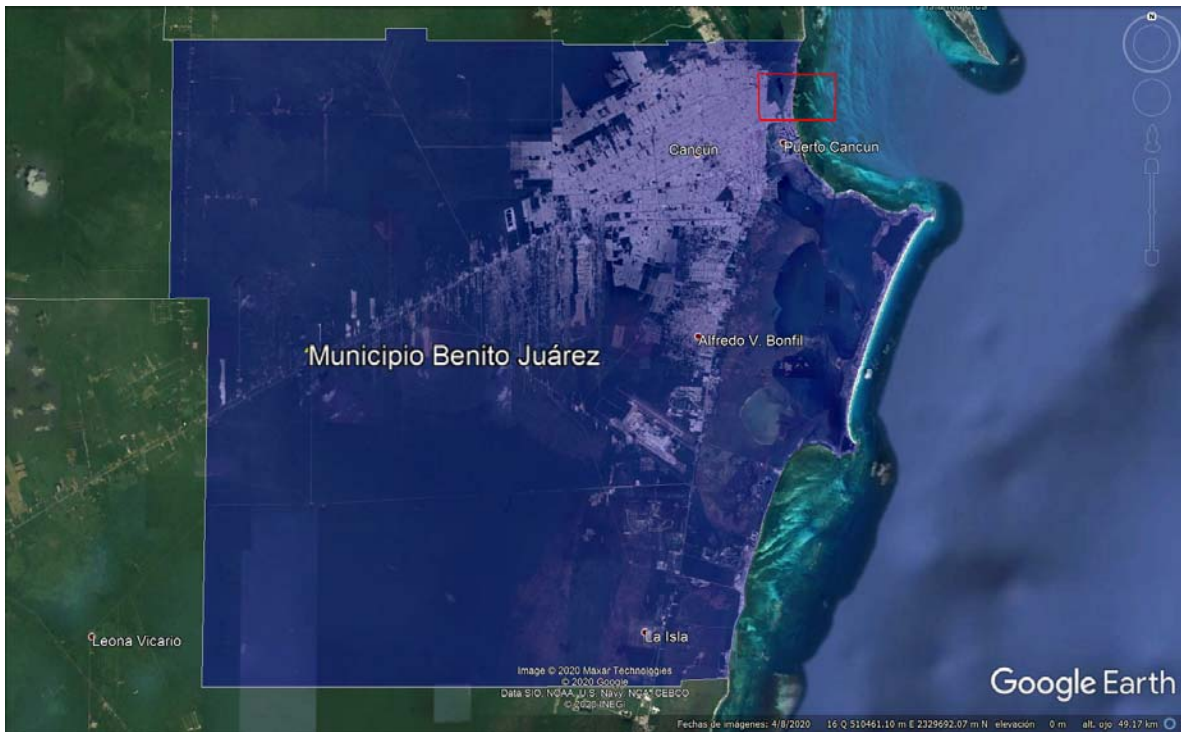 N
Cancun
Puerto Cancun
Alfredo V. Bonfil
Municipio Benito Juárez
Leona Vicario
La Isla
Image © 2020 Maxar Technologies
© 2020 Google
Data SIO, NOAA, U.S. Navy, NGA, GEBCO
© 2020 INEGI
Google Earth
Fechas de imágenes: 4/8/2020 16 Q 510461.10 m E 2329692.07 m N elevación 0 m alt. ojo 49.17 km